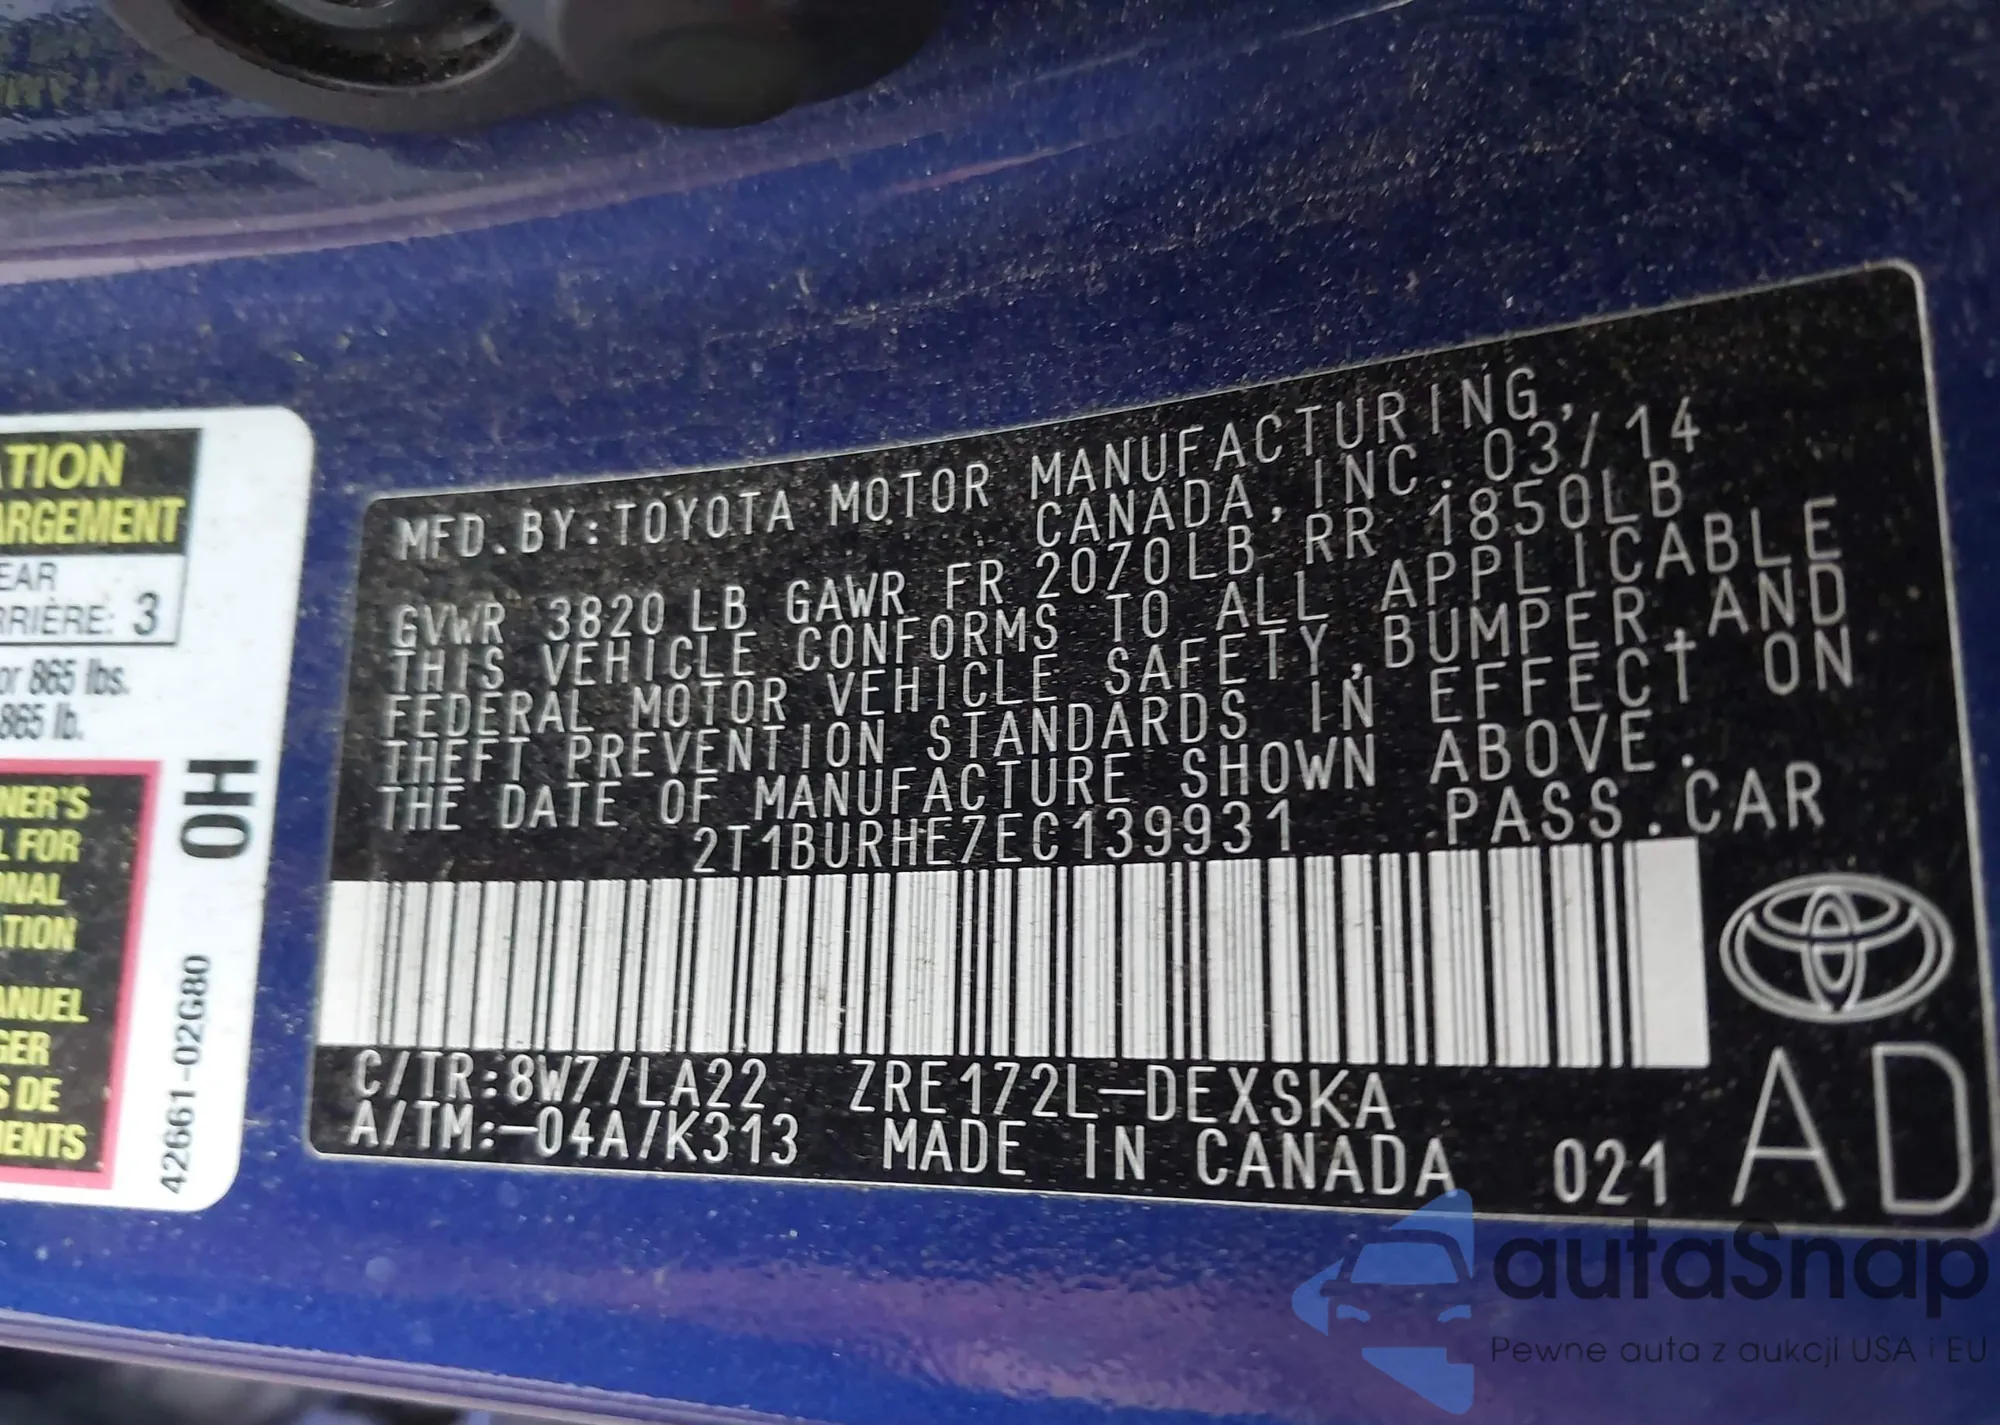 ATION
ARGEMENT
EAR
RRIÈRE: 3
or 865 lbs.
865 lb.
NER'S
L FOR
ONAL
ATION
ANUEL
GER
S DE
MENTS
0H
42661-02G80
MFD.BY:TOYOTA MOTOR MANUFACTURING,
CANADA, INC. 03/14
GVWR 3820 LB GAWR FR 2070LB RR 1850LB
THIS VEHICLE CONFORMS TO ALL APPLICABLE
FEDERAL MOTOR VEHICLE SAFETY,BUMPER,AND
THEFT PREVENTION STANDARDS IN EFFECT ON
THE DATE OF MANUFACTURE SHOWN ABOVE.
2T1BURHE7EC139931 PASS.CAR
C/TR:8W7/LA22 ZRE172L-DEXSKA
A/TM:-04A/K313 MADE IN CANADA 021
AD
autaSnap
Pewne auta z aukcji USA i EU